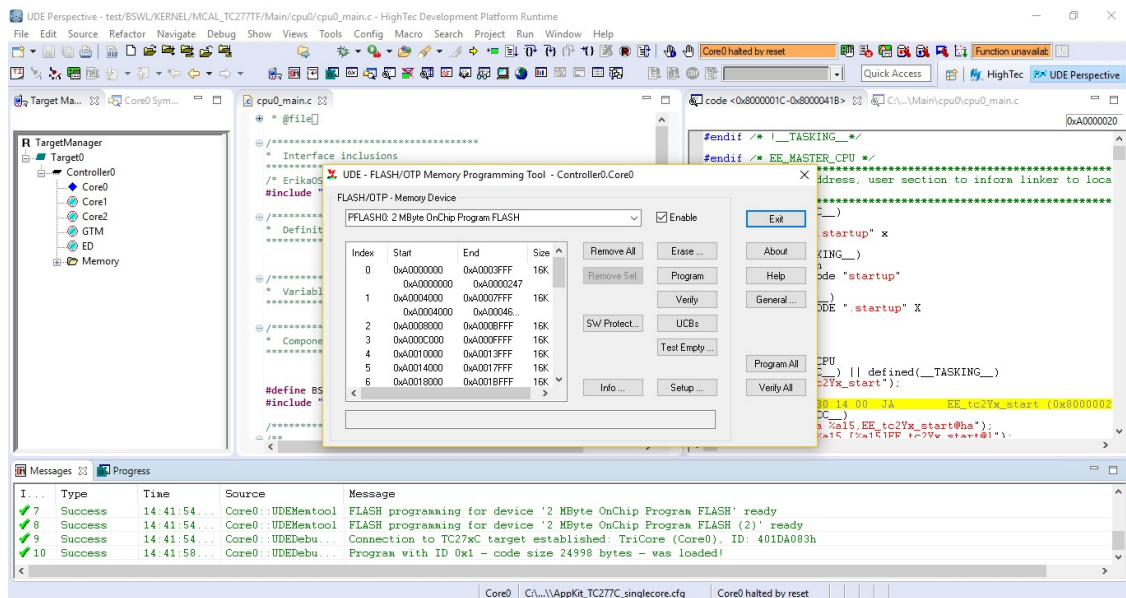 UDE Perspective - test/BSWL/KERNEL/MCAL_TC277TF/Main/cpu/cpu_main.c - HighTec Development Platform Runtime
File Edit Source Refactor Navigate Debug Show Views Tools Config Macro Search Project Run Window Help
Core0 halted by reset
Function unavailab
Quick Access
HighTec
UDE Perspective
Target Ma...
Core0 Sym...
R TargetManager
Target0
Controller0
Core0
Core1
Core2
GTM
ED
Memory
cpu_main.c
* @file
/**********************************
* Interface inclusions
/* ErikaOS
#include "
* Definit
* Variabl
* Compone
#define BS
#include "
/**
code <0x8000001C-0x8000041B>
C:\...\Main\cpu0\cpu0_main.c
0xA0000020
#endif /* !__TASKING__*/
#endif /* EE_MASTER_CPU */
ddress, user section to inform linker to loca
.startup" x
KING__)
ode "startup"
ODE ".startup" X
CPU
C__) || defined(__TASKING__)
c2Yx_start");
30 14 00 JA EE_tc2Yx_start (0x8000002
a %a15,EE_tc2Yx_start@ha");
UDE - FLASH/OTP Memory Programming Tool - Controller0.Core0
FLASH/OTP - Memory Device
PFLASH0: 2 MByte OnChip Program FLASH
Enable
Exit
Index Start End Size
0 0xA0000000 0xA0003FFF 16K
0xA0000000 0xA0000247
1 0xA0004000 0xA0007FFF 16K
0xA0004000 0xA00046...
2 0xA0008000 0xA000BFFF 16K
3 0xA000C000 0xA000FFFF 16K
4 0xA0010000 0xA0013FFF 16K
5 0xA0014000 0xA0017FFF 16K
6 0xA0018000 0xA001BFFF 16K
Remove All
Erase ...
About
Remove Sel.
Program
Help
Verify
General ...
SW Protect...
UCBs
Test Empty ...
Program All
Info ...
Setup ...
Verify All
Messages
Progress
I... Type Time Source Message
7 Success 14:41:54... Core0::UDEMemtool FLASH programming for device '2 MByte OnChip Program FLASH' ready
8 Success 14:41:54... Core0::UDEMemtool FLASH programming for device '2 MByte OnChip Program FLASH (2)' ready
9 Success 14:41:54... Core0::UDEDebu... Connection to TC27xC target established: TriCore (Core0), ID: 401DA083h
10 Success 14:41:58... Core0::UDEDebu... Program with ID 0x1 - code size 24998 bytes - was loaded!
Core0
C:\...\\AppKit_TC277C_singlecore.cfg
Core0 halted by reset